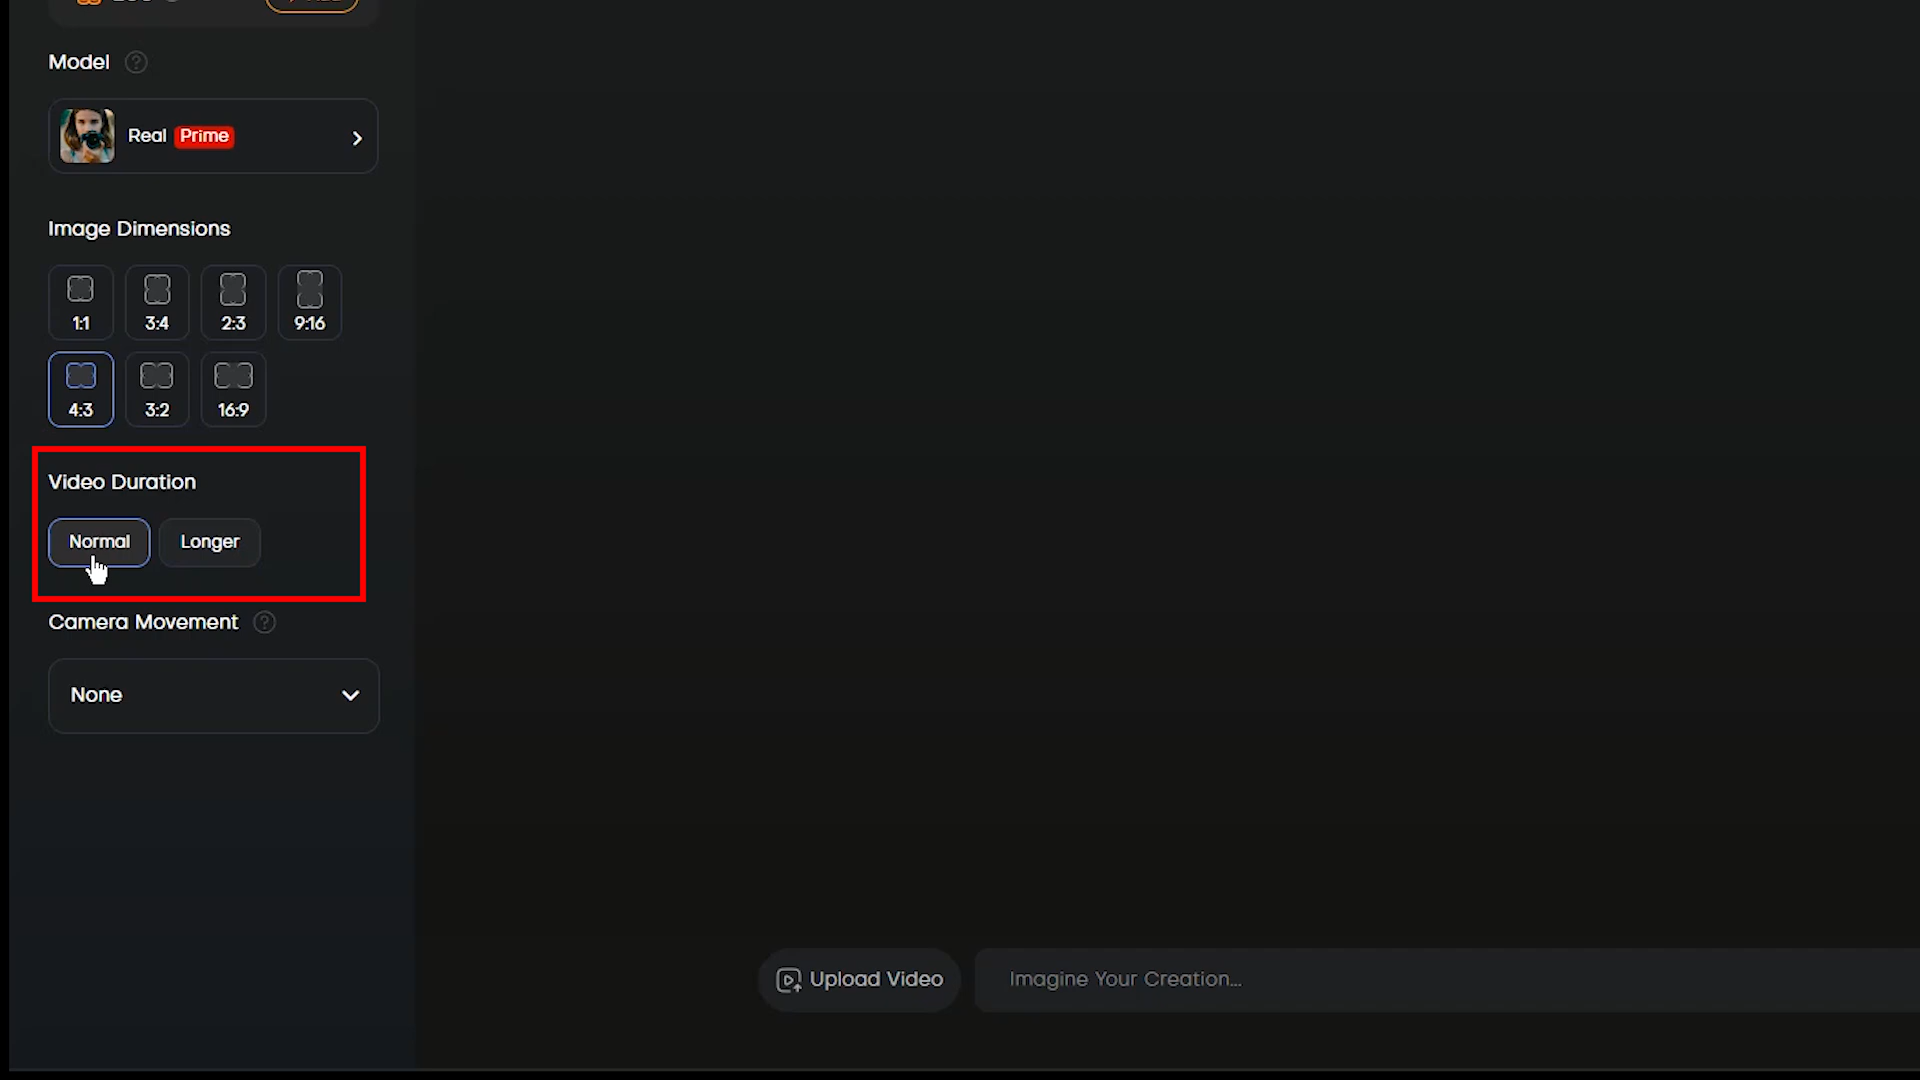 Model ?
Real Prime
Image Dimensions
1:1 3:4 2:3 9:16
4:3 3:2 16:9
Video Duration
Normal Longer
Camera Movement ?
None
Upload Video Imagine Your Creation...